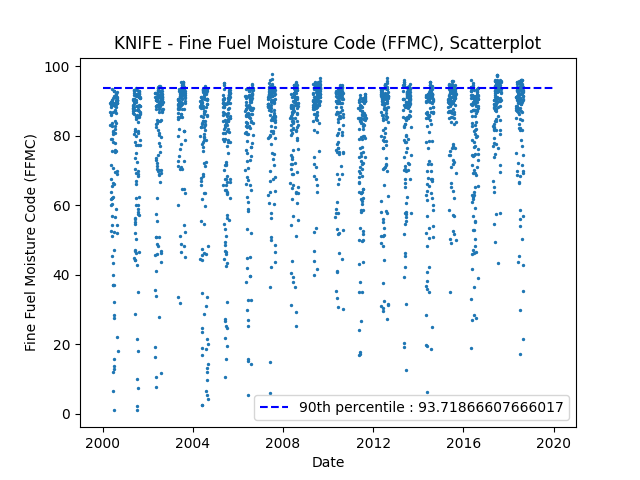 KNIFE - Fine Fuel Moisture Code (FFMC), Scatterplot
Fine Fuel Moisture Code (FFMC)
100
80
60
40
20
0
90th percentile : 93.71866607666017
2000 2004 2008 2012 2016 2020
Date